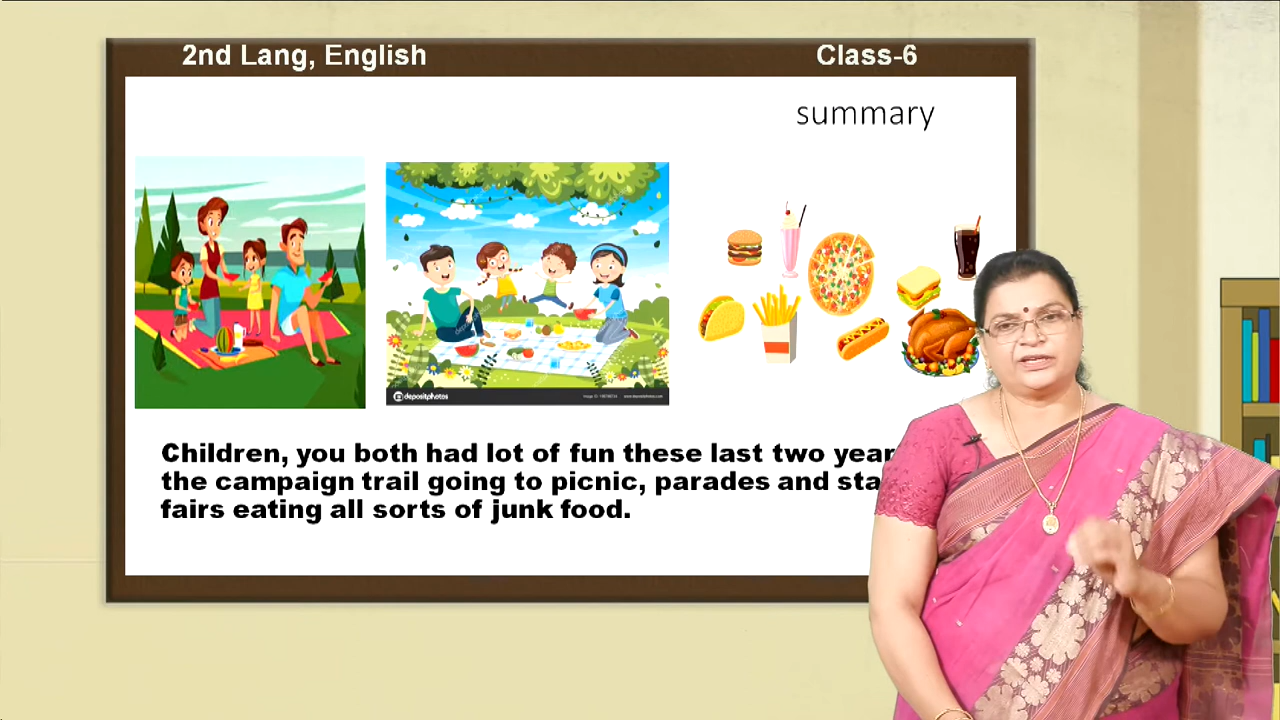 2nd Lang, English
Class-6
summary
depositphotos
Children, you both had lot of fun these last two year
the campaign trail going to picnic, parades and sta
fairs eating all sorts of junk food.